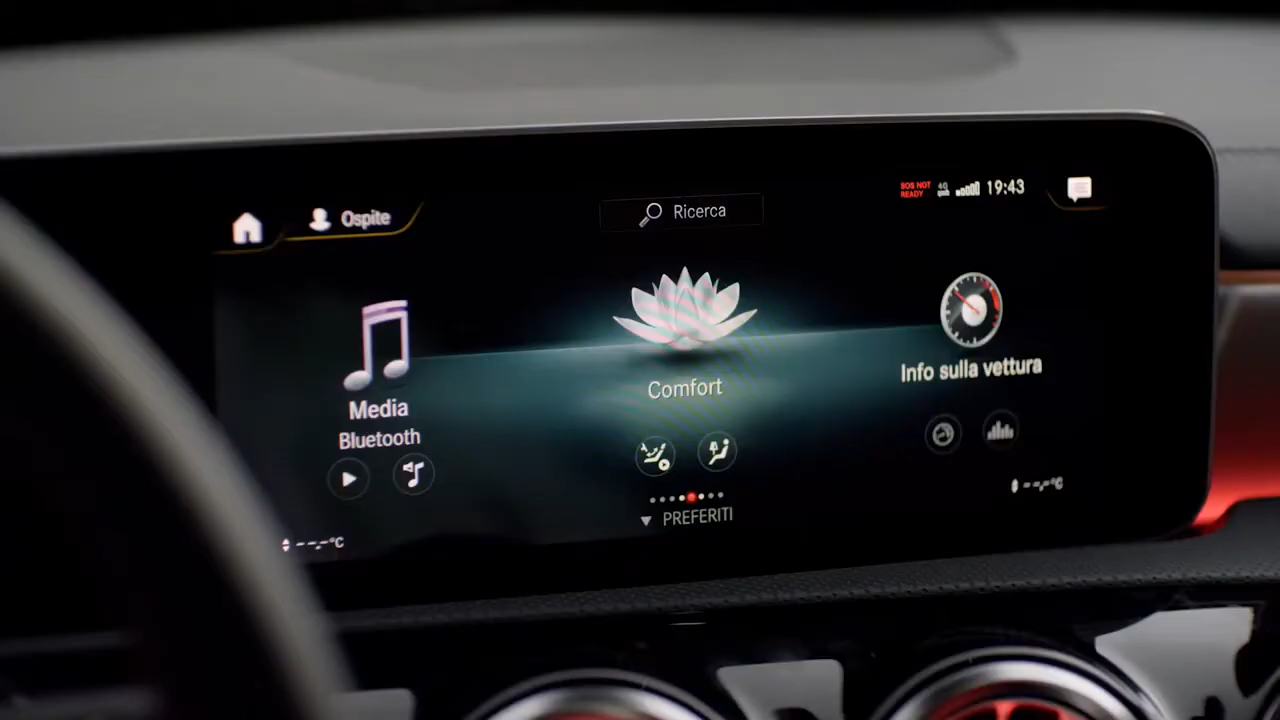 Ospite
Ricerca
SOS NOT
READY
4G
19:43
Media
Bluetooth
Comfort
Info sulla vettura
PREFERITI
--,-°C
--,-°C